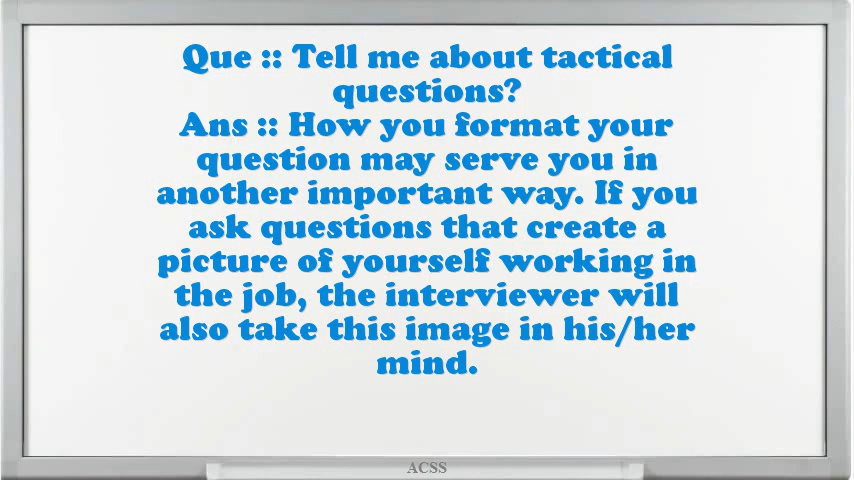 Que :: Tell me about tactical
questions?
Ans :: How you format your
question may serve you in
another important way. If you
ask questions that create a
picture of yourself working in
the job, the interviewer will
also take this image in his/her
mind.
ACSS